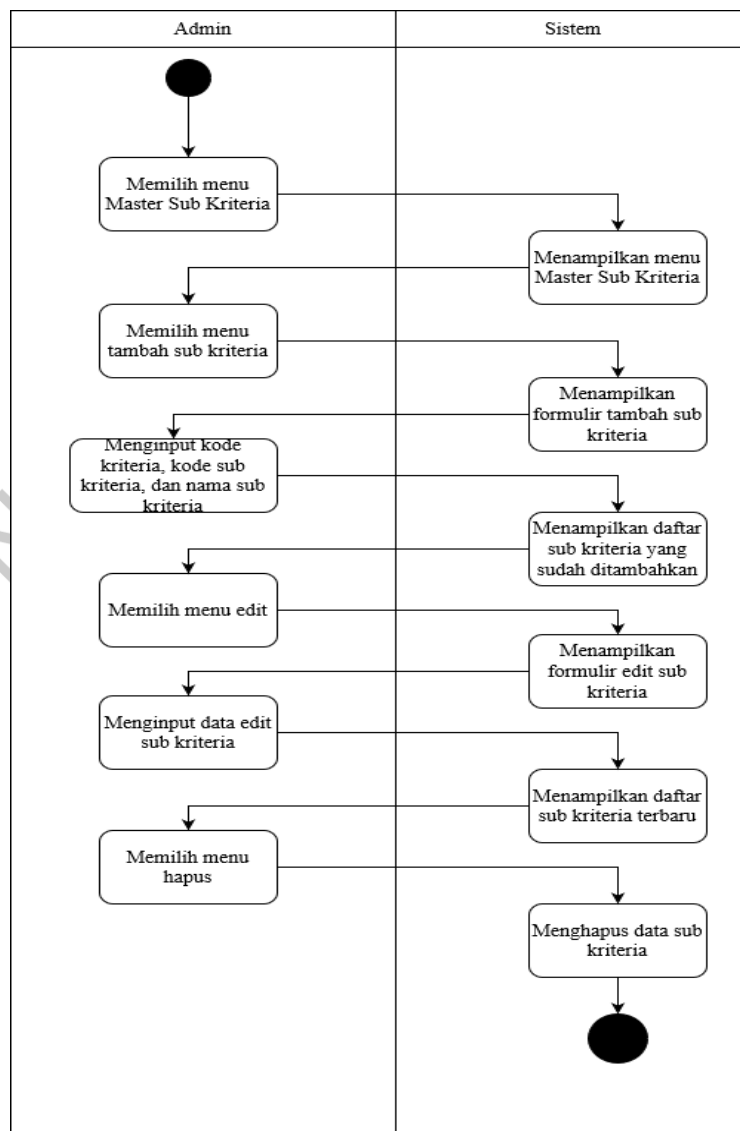 Admin
Sistem
Memilih menu
Master Sub Kriteria
Menampilkan menu
Master Sub Kriteria
Memilih menu
tambah sub kriteria
Menampilkan
formulir tambah sub
kriteria
Menginput kode
kriteria, kode sub
kriteria, dan nama sub
kriteria
Menampilkan daftar
sub kriteria yang
sudah ditambahkan
Memilih menu edit
Menampilkan
formulir edit sub
kriteria
Menginput data edit
sub kriteria
Menampilkan daftar
sub kriteria terbaru
Memilih menu
hapus
Menghapus data sub
kriteria